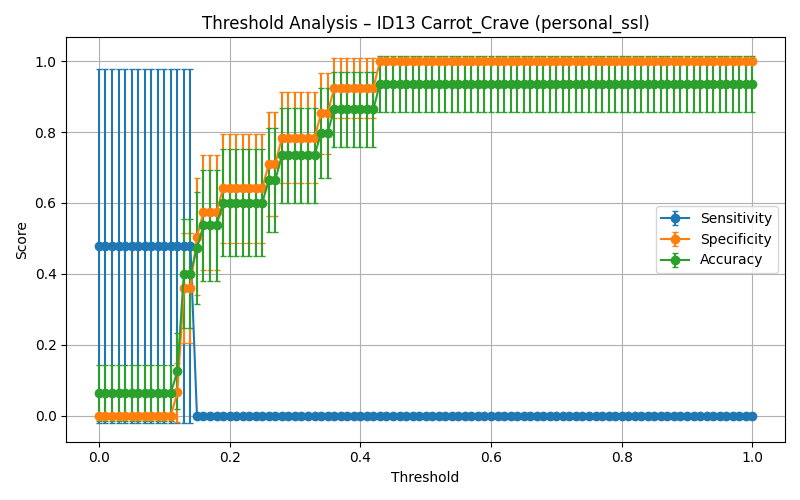 Threshold Analysis – ID13 Carrot_Crave (personal_ssl)
1.0
0.8
0.6
0.4
0.2
0.0
Score
Sensitivity
Specificity
Accuracy
0.0 0.2 0.4 0.6 0.8 1.0
Threshold